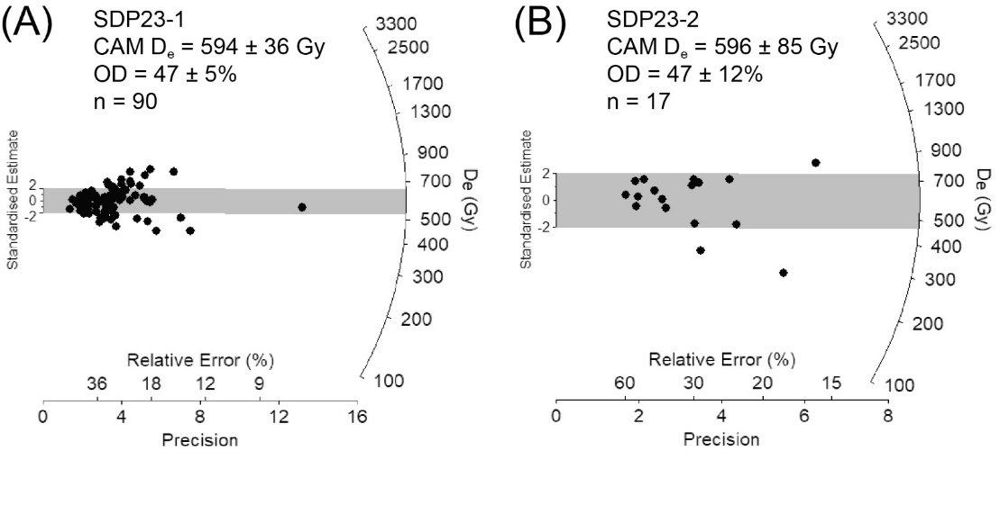 (A)
SDP23-1
CAM De = 594 ± 36 Gy
OD = 47 ± 5%
n = 90
3300
2500
1700
1300
900
700
600
500
400
300
200
100
De (Gy)
Standardised Estimate
2
0
-2
Relative Error (%)
36 18 12 9
0 4 8 12 16
Precision
(B)
SDP23-2
CAM De = 596 ± 85 Gy
OD = 47 ± 12%
n = 17
3300
2500
1700
1300
900
700
600
500
400
300
200
100
De (Gy)
Standardised Estimate
2
0
-2
Relative Error (%)
60 30 20 15
0 2 4 6 8
Precision